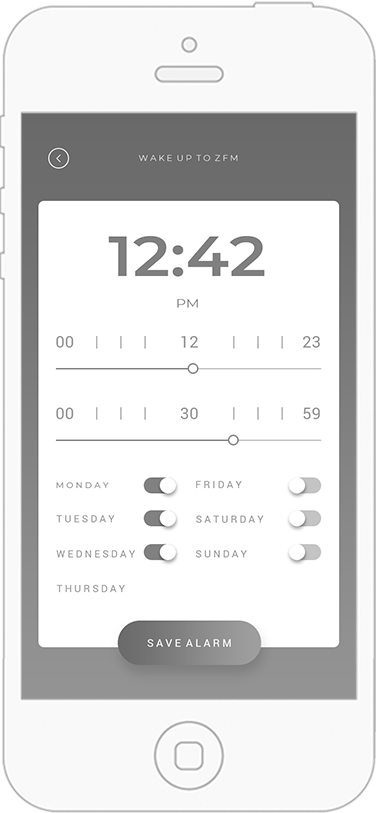 WAKE UP TO ZFM
12:42
PM
00 | | | 12 | | | 23
00 | | | 30 | | | 59
MONDAY
TUESDAY
WEDNESDAY
THURSDAY
FRIDAY
SATURDAY
SUNDAY
SAVE ALARM